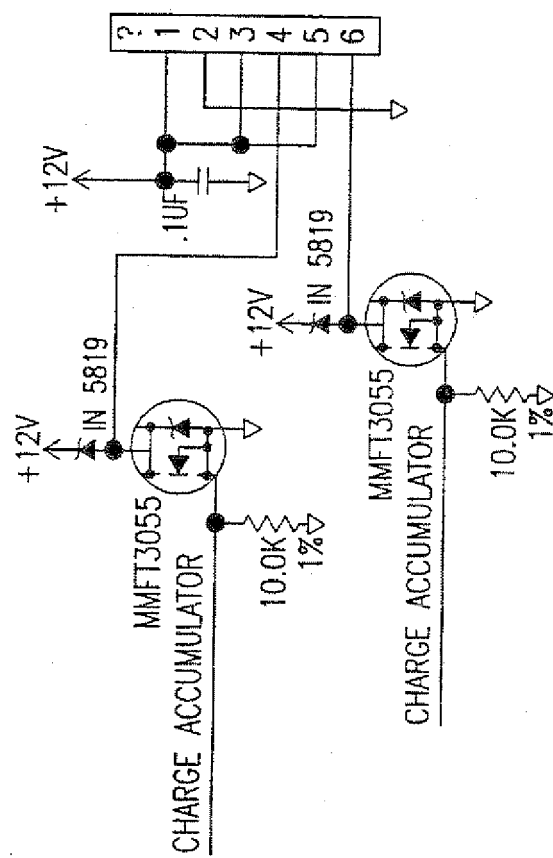 ?
1
2
3
4
5
6
+12V
.1UF
+12V
IN 5819
+12V
IN 5819
MMFT3055
MMFT3055
10.0K
1%
10.0K
1%
CHARGE ACCUMULATOR
CHARGE ACCUMULATOR